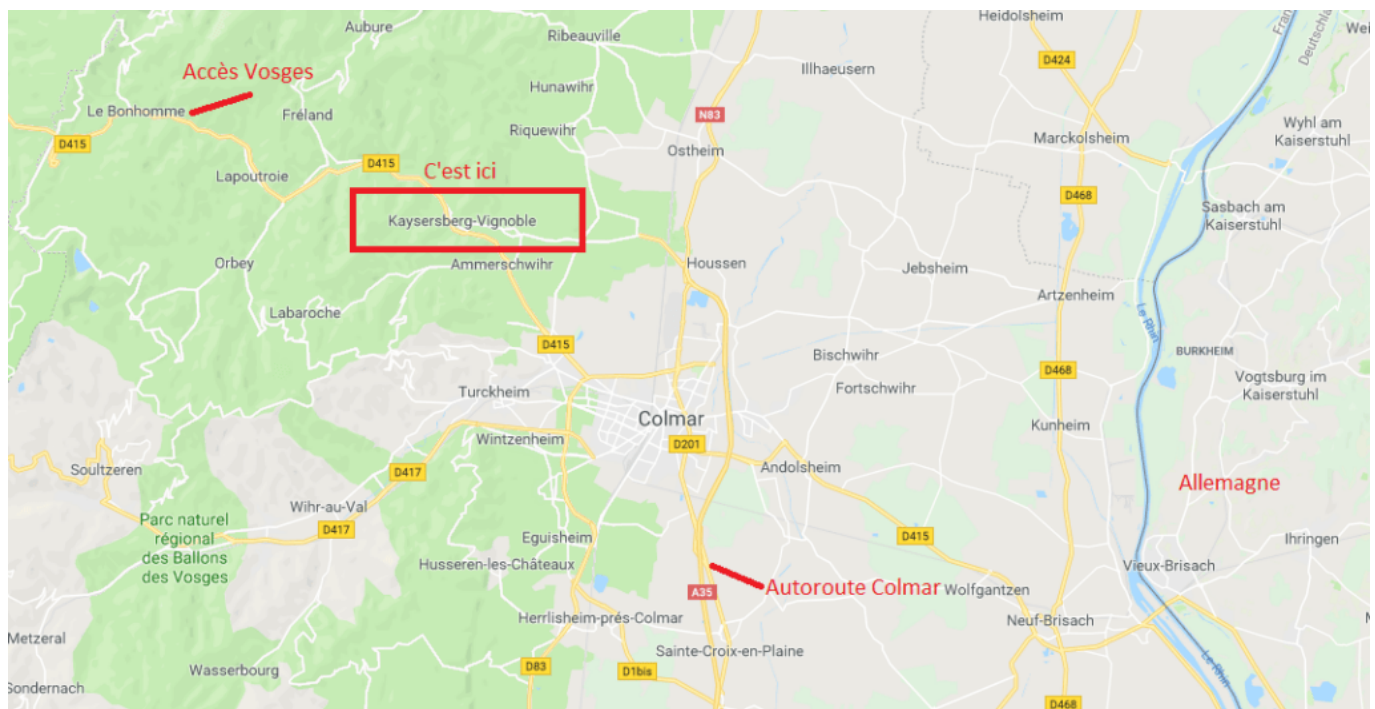 Heidolsheim
Aubure
Ribeauville
Accès Vosges
Illhaeusern
D424
Hunawihr
Le Bonhomme
Fréland
N83
Riquewihr
Wyhl am
Kaiserstuhl
Marckolsheim
D415
Ostheim
D415
C'est ici
Lapoutroie
D468
Kaysersberg-Vignoble
Sasbach am
Kaiserstuhl
Orbey
Ammerschwihr
Houssen
Jebsheim
Artzenheim
Labaroche
Le Rhin
D415
Bischwihr
BURKHEIM
D468
Vogtsburg im
Kaiserstuhl
Turckheim
Fortschwihr
Colmar
Kunheim
Wintzenheim
D201
Soultzeren
D417
Andolsheim
Allemagne
Wihr-au-Val
Parc naturel
régional
des Ballons
des Vosges
D417
Eguisheim
D415
Ihringen
Husseren-les-Châteaux
Vieux-Brisach
Autoroute Colmar
Wolfgantzen
A35
Herrlisheim-prés-Colmar
Neuf-Brisach
Metzeral
Sainte-Croix-en-Plaine
Le Rhin
Wasserbourg
D83
D1bis
Sondernach
D468